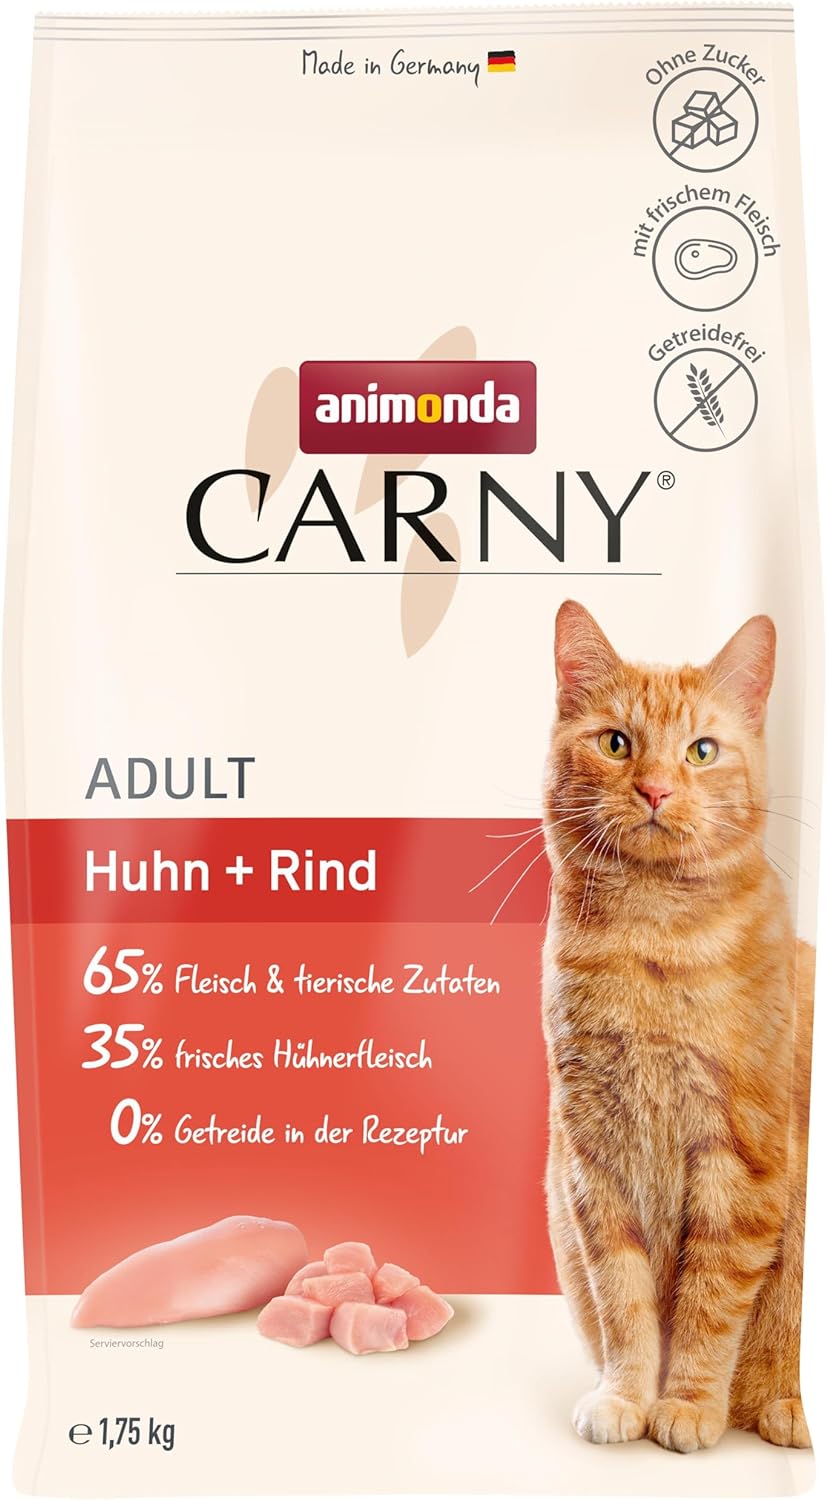 Made in Germany
Ohne Zucker
mit frischem Fleisch
Getreidefrei
animonda
CARNY®
ADULT
Huhn + Rind
65% Fleisch & tierische Zutaten
35% frisches Hühnerfleisch
0% Getreide in der Rezeptur
Serviervorschlag
℮ 1,75 kg